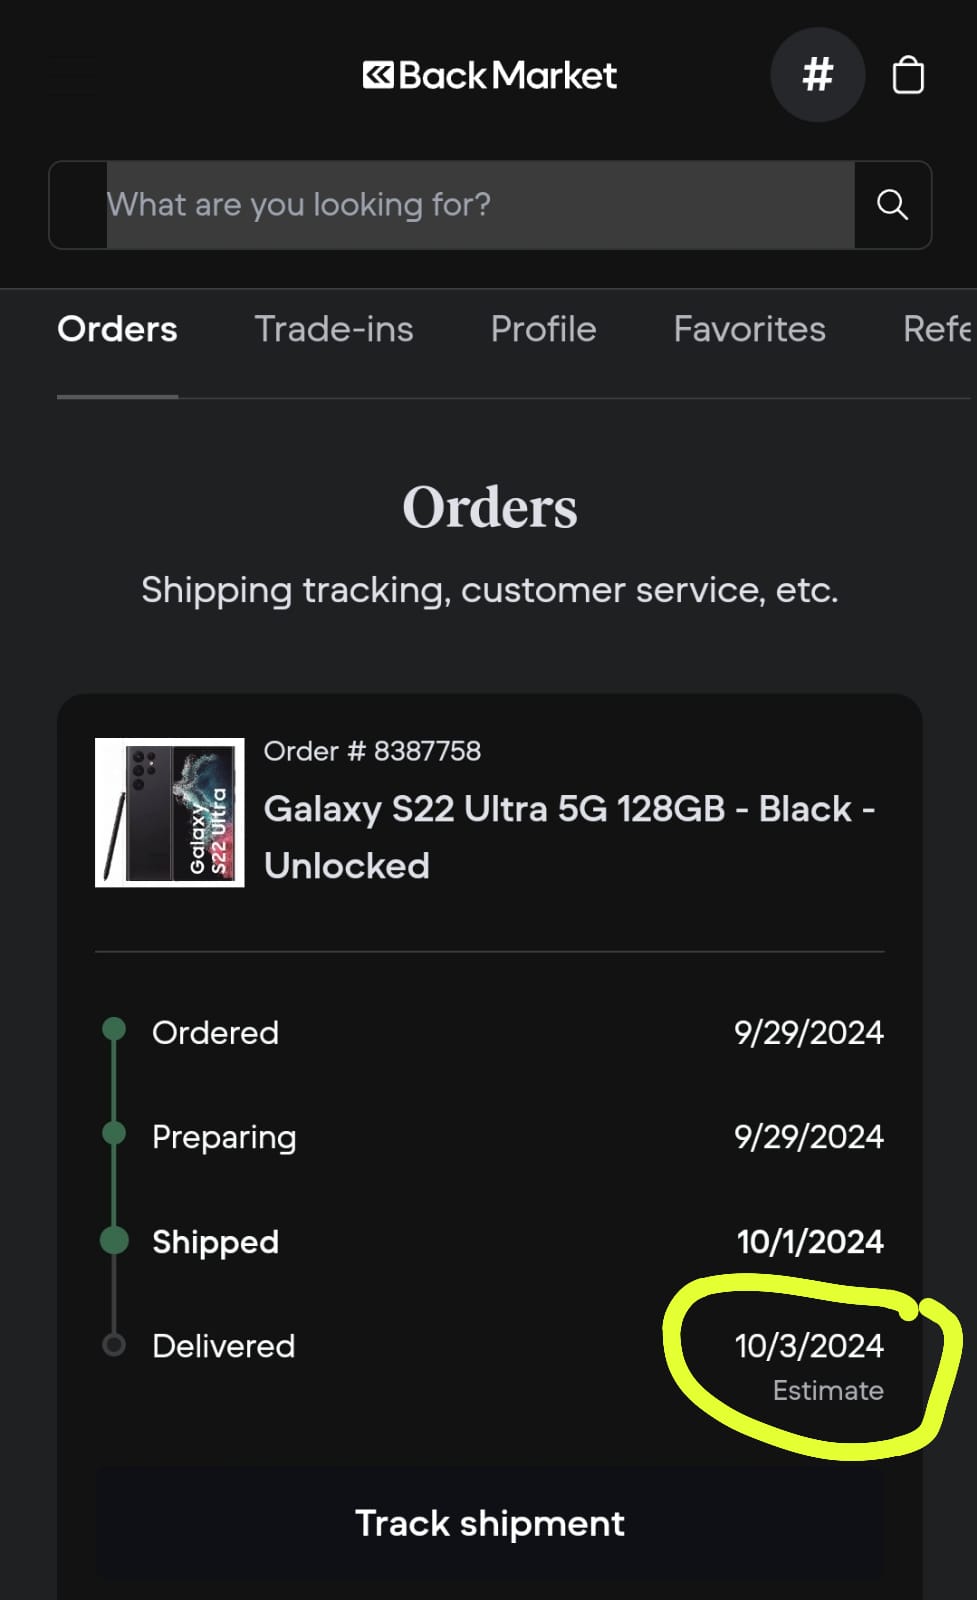 Back Market
#
What are you looking for?
Orders Trade-ins Profile Favorites Refe
Orders
Shipping tracking, customer service, etc.
Order # 8387758
Galaxy S22 Ultra 5G 128GB - Black -
Unlocked
Galaxy
S22 Ultra
Ordered 9/29/2024
Preparing 9/29/2024
Shipped 10/1/2024
Delivered 10/3/2024
Estimate
Track shipment